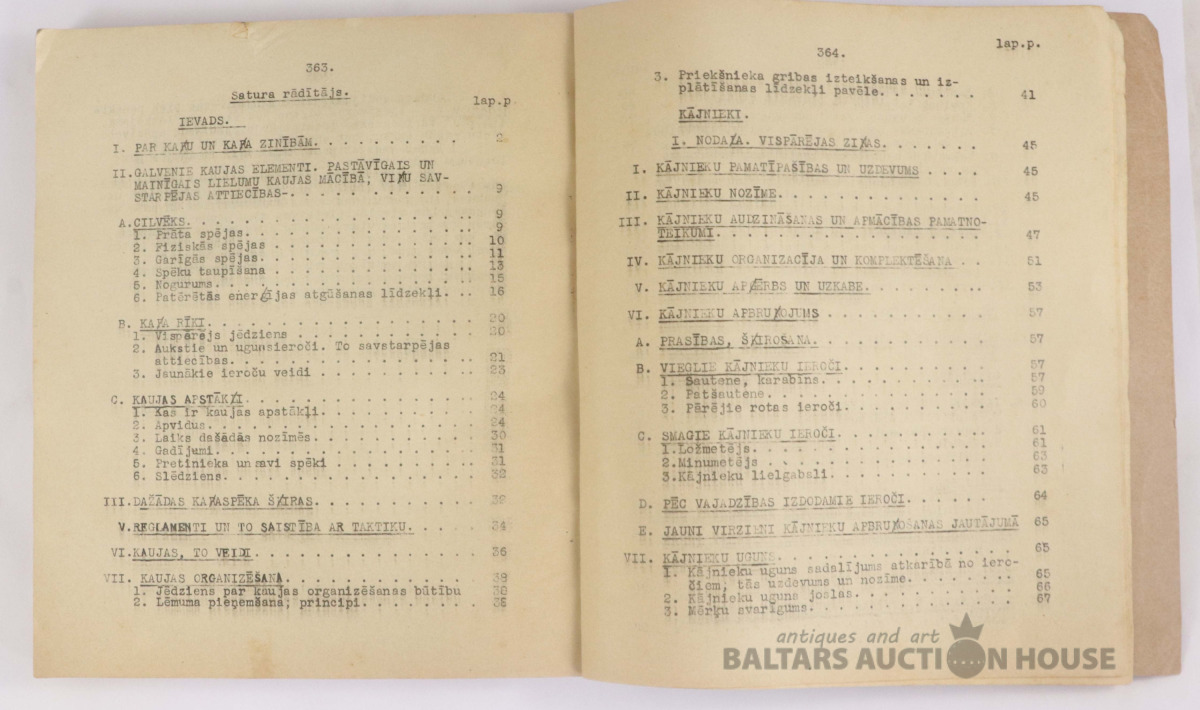 363.
Satura rādītājs.
lap.p
IEVADS.
I. PAR KAŖU UN KAŖA ZINĪBĀM. . . . . . . . . . 2
II. GALVENIE KAUJAS ELEMENTI. PASTĀVĪGAIS UN
MAINĪGAIS LIELUMU KAUJAS MĀCĪBĀ; VIŅU SAV-
STARPĒJAS ATTIECĪBAS-. . . . . . . . . . . . 9
A. CILVĒKS. . . . . . . . . . . . . . . . . . 9
1. Prāta spējas. . . . . . . . . . . . . . 9
2. Fiziskās spējas . . . . . . . . . . . . 10
3. Garīgās spējas. . . . . . . . . . . . . 11
4. Spēku taupīšana . . . . . . . . . . . . 13
5. Nogurums. . . . . . . . . . . . . . . . 15
6. Patērētās enerģijas atgūšanas līdzekļi. . . 16
B. KAŖA RĪKI. . . . . . . . . . . . . . . . . 20
1. Vispārējs jēdziens . . . . . . . . . . 20
2. Aukstie un ugunsieroči. To savstarpējas
attiecības. . . . . . . . . . . . . . . 21
3. Jaunākie ieroču veidi . . . . . . . . . 23
C. KAUJAS APSTĀKĻI. . . . . . . . . . . . . . 24
1. Kas ir kaujas apstākļi. . . . . . . . . 24
2. Apvidus. . . . . . . . . . . . . . . . 24
3. Laiks dažādās nozīmēs. . . . . . . . . 30
4. Gadījumi. . . . . . . . . . . . . . . . 31
5. Pretinieka un savi spēki . . . . . . . 31
6. Slēdziens. . . . . . . . . . . . . . . 32
III. DAŽĀDAS KAŖASPĒKA ŠĶIRAS. . . . . . . . . 32
V. REGLAMENTI UN TO SAISTĪBA AR TAKTIKU. . . . . 34
VI. KAUJAS, TO VEIDI. . . . . . . . . . . . . 36
VII. KAUJAS ORGANIZĒŠANA. . . . . . . . . . . 38
1. Jēdziens par kaujas organizēšanas būtību 38
2. Lēmuma pieņemšana; principi. . . . . . . 38
364.
lap.p.
3. Priekšnieka gribas izteikšanas un iz-
plātīšanas līdzekļi pavēle. . . . . . . . 41
KĀJNIEKI.
I. NODAĻA. VISPĀRĒJAS ZIŅAS. . . . . . . 45
I. KĀJNIEKU PAMATĪPAŠĪBAS UN UZDEVUMS . . . . 45
II. KĀJNIEKU NOZĪME. . . . . . . . . . . . . 45
III. KĀJNIEKU AUDZINĀŠANAS UN APMĀCĪBAS PAMATNO-
TEIKUMI. . . . . . . . . . . . . . . . . 47
IV. KĀJNIEKU ORGANIZACĪJA UN KOMPLEKTĒŠANA . . 51
V. KĀJNIEKU APĢĒRBS UN UZKABE. . . . . . . . 53
VI. KĀJNIEKU APBRUŅOJUMS . . . . . . . . . . 57
A. PRASĪBAS, ŠĶIROŠANA. . . . . . . . . . . 57
B. VIEGLIE KĀJNIEKU IEROČI. . . . . . . . . 57
1. Šautene, karabīns. . . . . . . . . . . 57
2. Patšautene. . . . . . . . . . . . . . 59
3. Pārējie rotas ieroči. . . . . . . . . 60
C. SMAGIE KĀJNIEKU IEROČI. . . . . . . . . . 61
1. Ložmetējs. . . . . . . . . . . . . . . 61
2. Mīnumetējs . . . . . . . . . . . . . . 63
3. Kājnieku lielgabali. . . . . . . . . . 63
D. PĒC VAJADZĪBAS IZDODAMIE IEROČI. . . . . . 64
E. JAUNI VIRZIENI KĀJNIEKU APBRUŅOŠANAS JAUTĀJUMĀ 65
VII. KĀJNIEKU UGUNS. . . . . . . . . . . . . 65
1. Kājnieku uguns sadalījums atkarībā no iero-
čiem, tās uzdevums un nozīme. . . . . . 65
2. Kājnieku uguns joslas. . . . . . . . . 66
3. Mērķu svarīgums. . . . . . . . . . . . 67
antiques and art
BALTARS AUCTION HOUSE